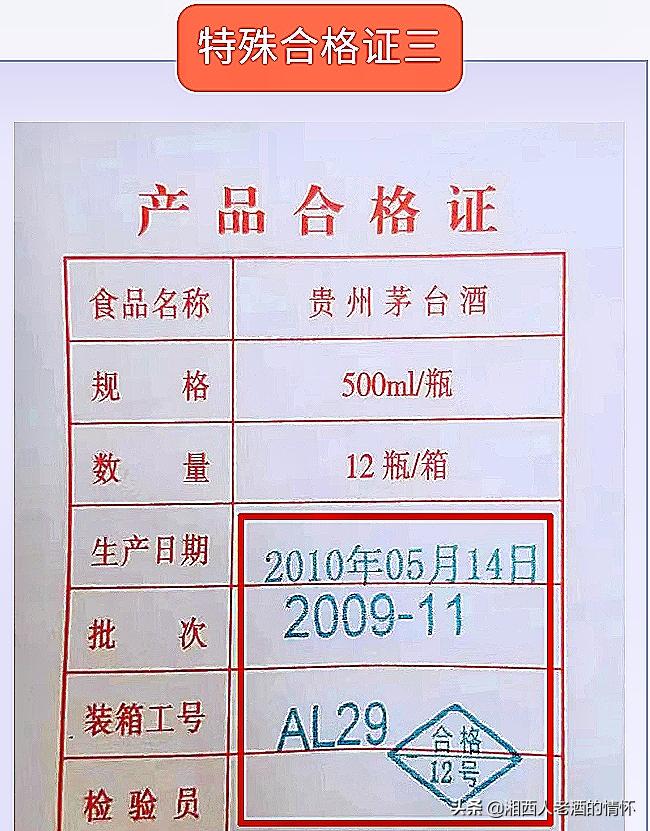 特殊合格证三
产品合格证
食品名称 贵州茅台酒
规格 500ml/瓶
数量 12瓶/箱
生产日期 2010年05月14日
批次 2009-11
装箱工号 AL29
合格
12号
检验员
头条 @湘西人老酒的情怀